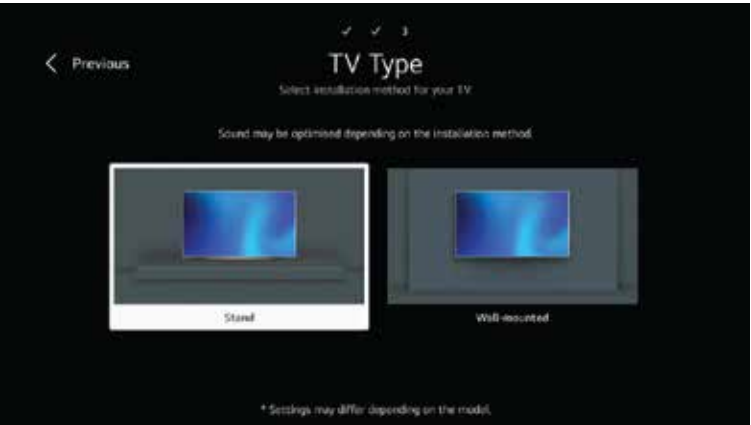 ✓ ✓ 3
Previous
TV Type
Select installation method for your TV.
Sound may be optimised depending on the installation method.
Stand
Wall-mounted
* Settings may differ depending on the model.